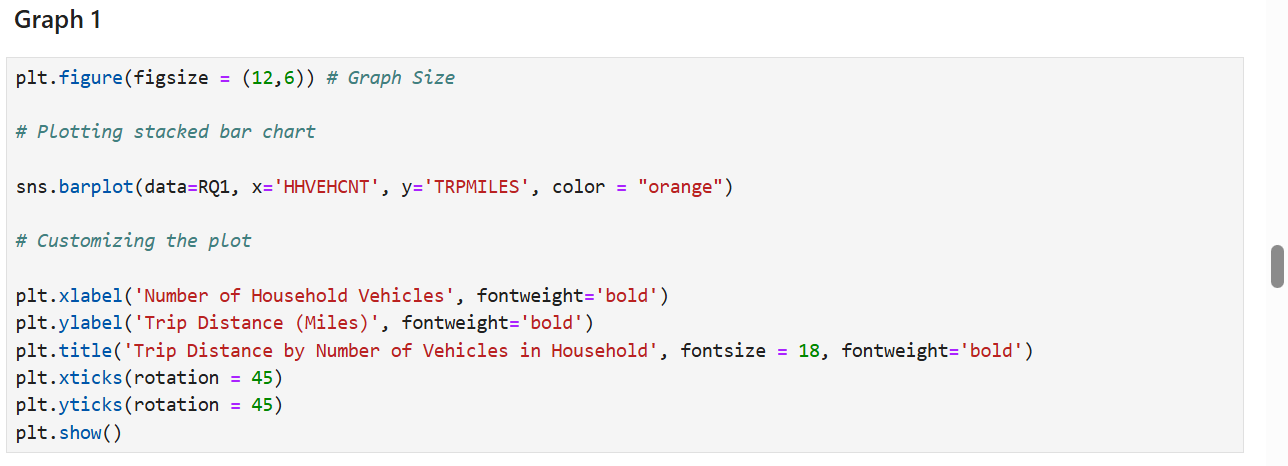 Graph 1
plt.figure(figsize = (12,6)) # Graph Size
# Plotting stacked bar chart
sns.barplot(data=RQ1, x='HHVEHCNT', y='TRPMILES', color = "orange")
# Customizing the plot
plt.xlabel('Number of Household Vehicles', fontweight='bold')
plt.ylabel('Trip Distance (Miles)', fontweight='bold')
plt.title('Trip Distance by Number of Vehicles in Household', fontsize = 18, fontweight='bold')
plt.xticks(rotation = 45)
plt.yticks(rotation = 45)
plt.show()